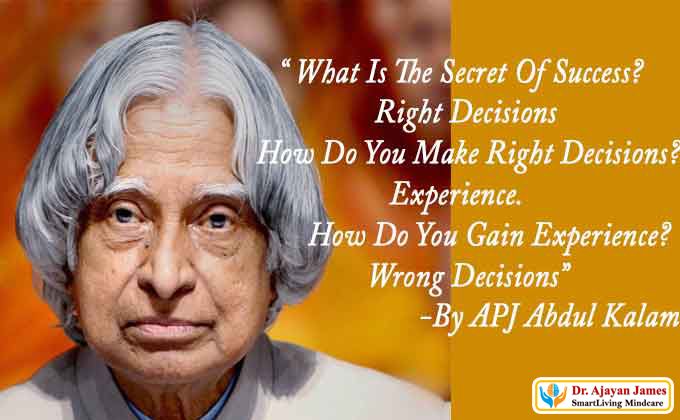 “ What Is The Secret Of Success?
Right Decisions
How Do You Make Right Decisions?
Experience.
How Do You Gain Experience?
Wrong Decisions”
-By APJ Abdul Kalam
Dr. Ajayan James
SmartLiving Mindcare